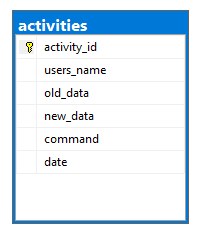 activities
activity_id
users_name
old_data
new_data
command
date